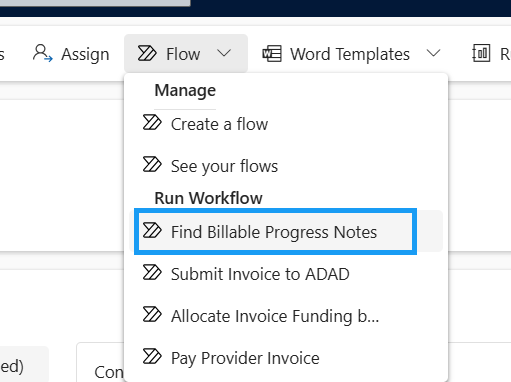 s Assign Flow Word Templates R
Manage
Create a flow
See your flows
Run Workflow
Find Billable Progress Notes
Submit Invoice to ADAD
Allocate Invoice Funding b...
Pay Provider Invoice
ed) Con